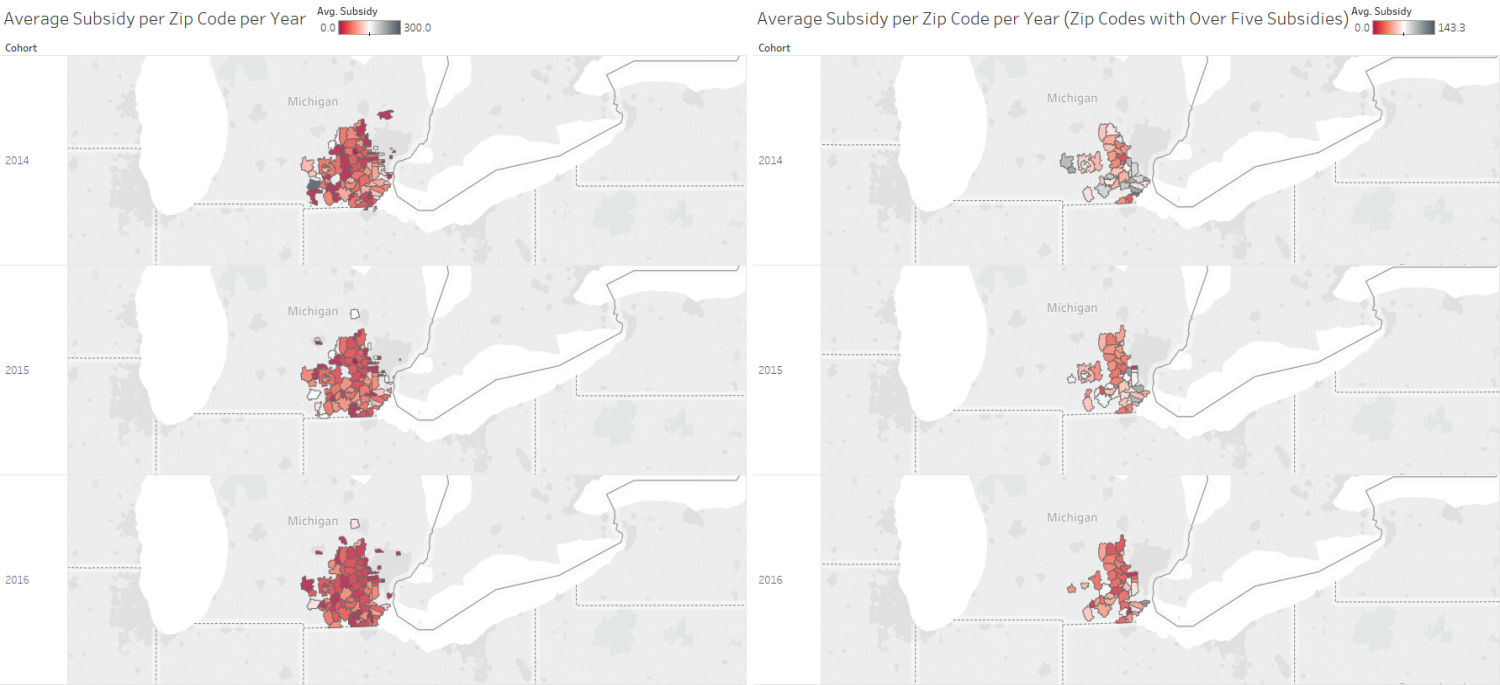 Average Subsidy per Zip Code per Year
Avg. Subsidy
0.0 300.0
Cohort
Michigan
2014
Michigan
2015
Michigan
2016
Average Subsidy per Zip Code per Year (Zip Codes with Over Five Subsidies)
Avg. Subsidy
0.0 143.3
Cohort
Michigan
2014
Michigan
2015
Michigan
2016